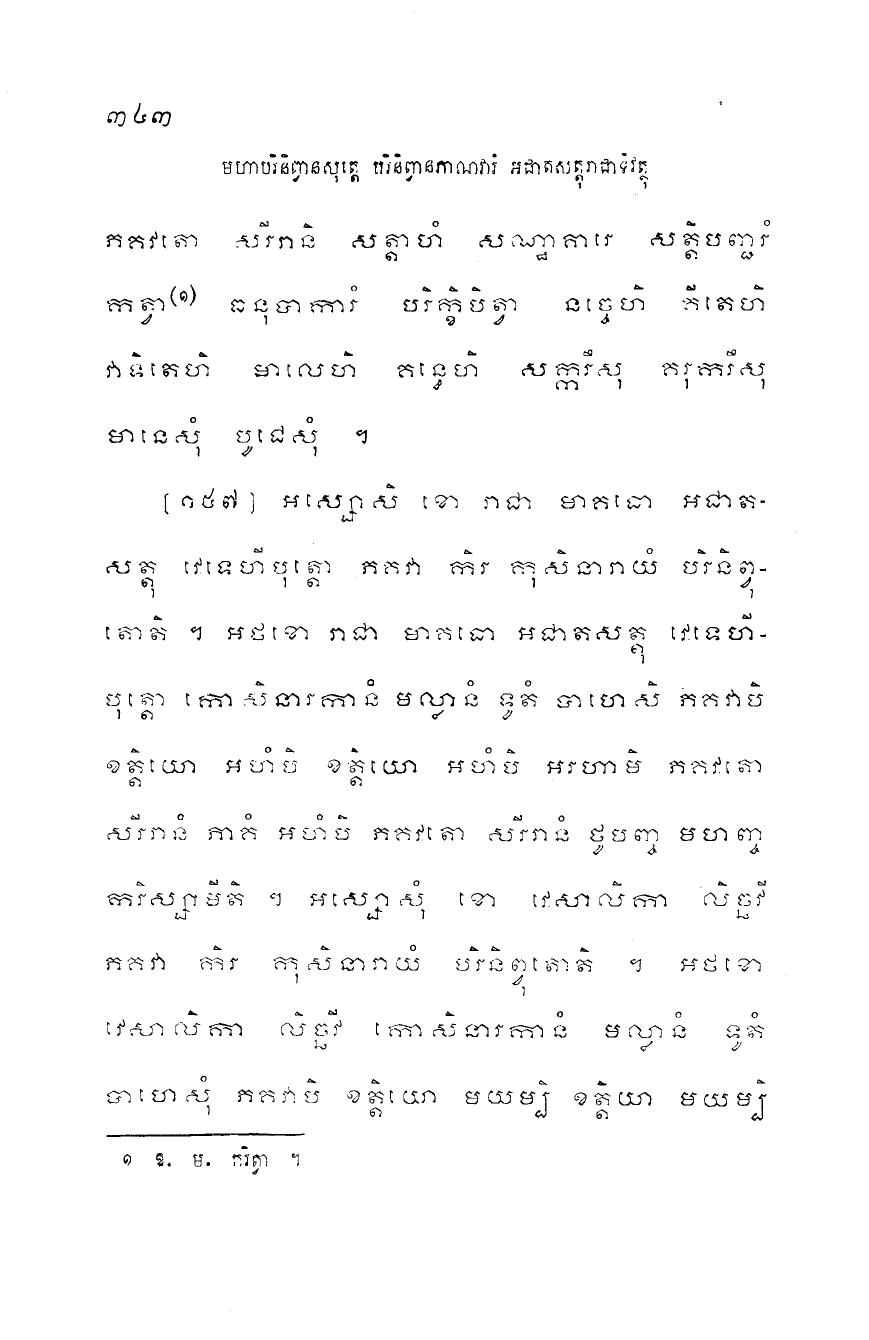 ៣៤៣
មហាបរិនិព្វានសុត្តេ បរិនិព្វានភាណវារំ អជាតសត្តុរាជាទិវត្ថុ
ភគវតោ សរីរានិ សត្តាហំ សណ្ឋាគារេ សត្តិបញ្ជរំ
កត្វា(១) ធនុបាការំ បរិក្ខិបិត្វា នច្ចេហិ គីតេហិ
វាទិតេហិ មាលេហិ គន្ធេហិ សក្ការឹសុ គរុការឹសុ
មានេសុំ បូជេសុំ ។
[១៥៧] អស្សោសិ ខោ រាជា មាគធោ អជាត-
សត្តុ វេទេហីបុត្តោ ភគវា កិរ កុសិនារាយំ បរិនិព្វុ-
តោតិ ។ អថខោ រាជា មាគធោ អជាតសត្តុ វេទេហី-
បុត្តោ កោសិនារកានំ មល្លានំ ទូតំ បាហេសិ ភគវាបិ
ខត្តិយោ អហំបិ ខត្តិយោ អហំបិ អរហាមិ ភគវតោ
សរីរានំ ភាគំ អហំបិ ភគវតោ សរីរានំ ថូបញ្ច មហញ្ច
ករិស្សាមីតិ ។ អស្សោសុំ ខោ វេសាលិកា លិច្ឆវី
ភគវា កិរ កុសិនារាយំ បរិនិព្វុតោតិ ។ អថខោ
វេសាលិកា លិច្ឆវី កោសិនារកានំ មល្លានំ ទូតំ
បាហេសុំ ភគវាបិ ខត្តិយោ មយម្បិ ខត្តិយា មយម្បិ
១ ឱ. ម. ករិត្វា ។